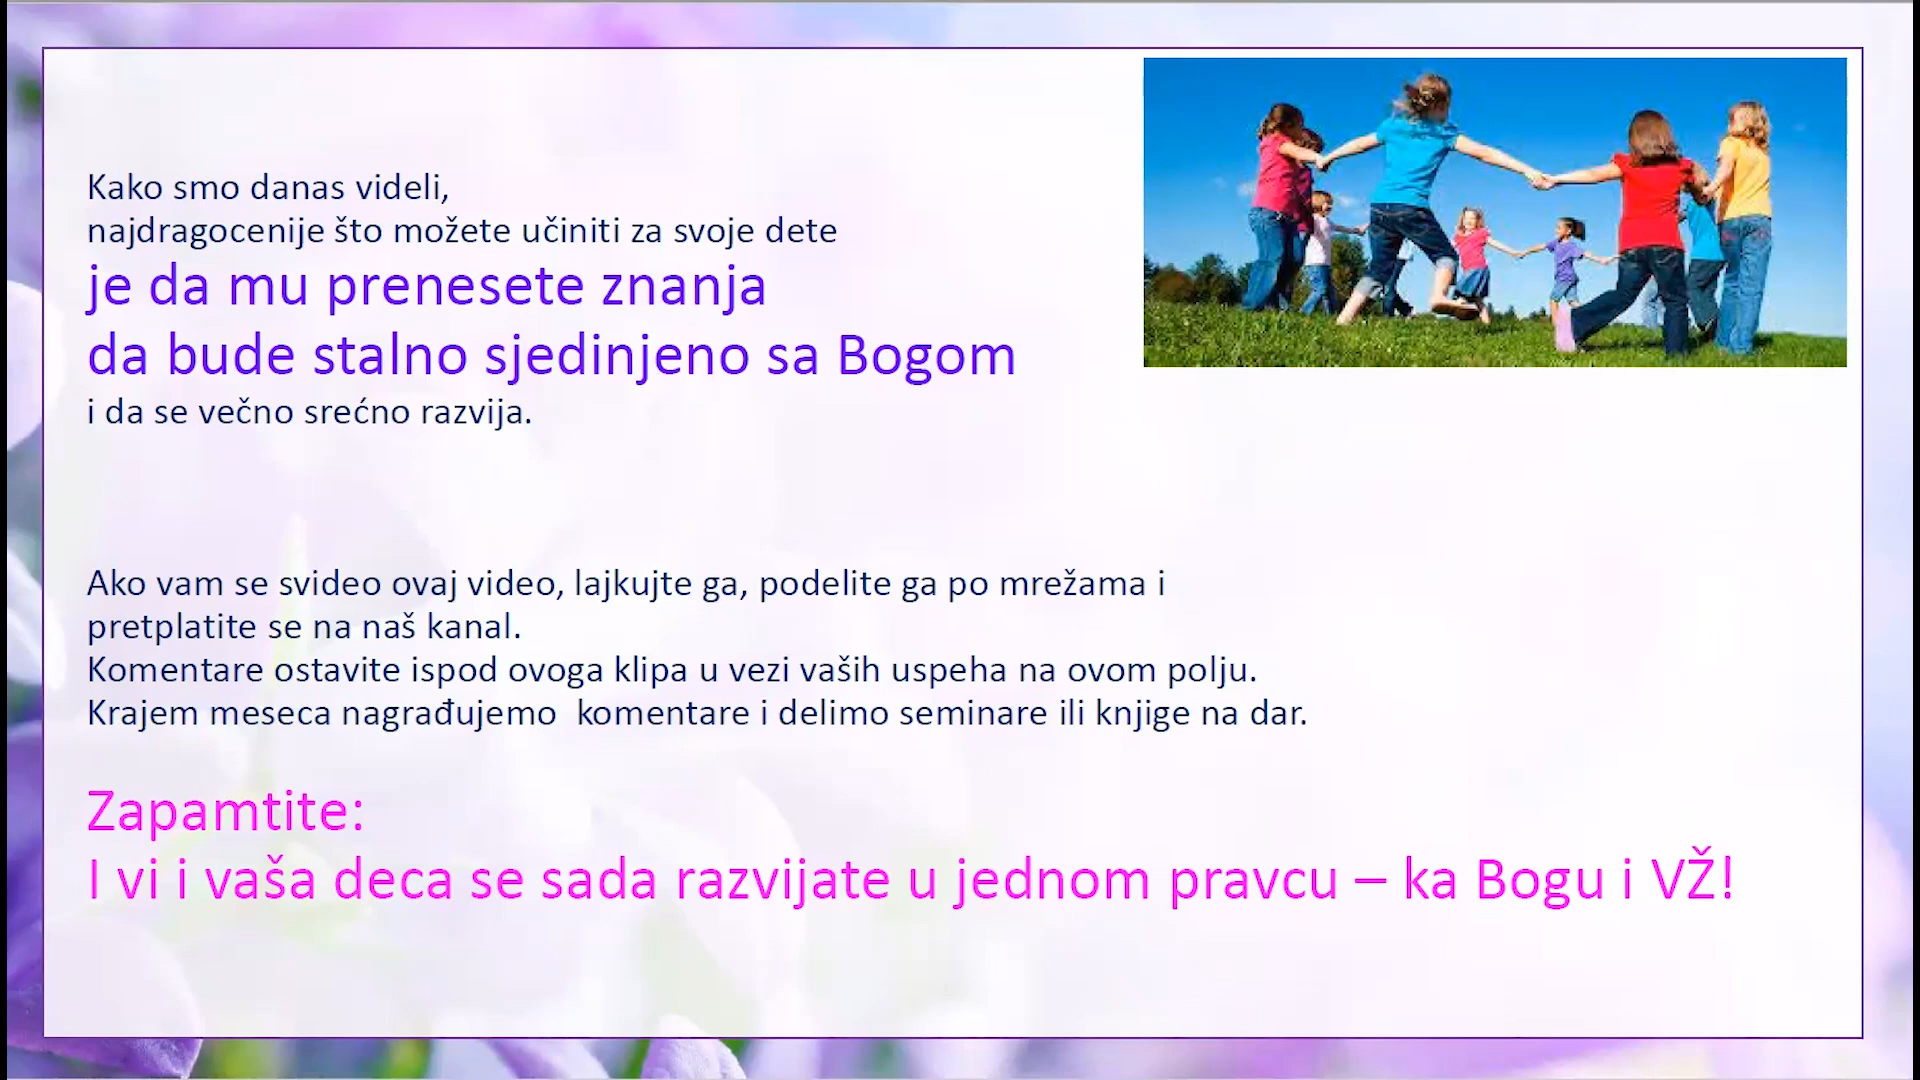 Kako smo danas videli,
najdragocenije što možete učiniti za svoje dete
je da mu prenesete znanja
da bude stalno sjedinjeno sa Bogom
i da se večno srećno razvija.
Ako vam se svideo ovaj video, lajkujte ga, podelite ga po mrežama i
pretplatite se na naš kanal.
Komentare ostavite ispod ovoga klipa u vezi vaših uspeha na ovom polju.
Krajem meseca nagrađujemo  komentare i delimo seminare ili knjige na dar.
Zapamtite:
I vi i vaša deca se sada razvijate u jednom pravcu – ka Bogu i VŽ!